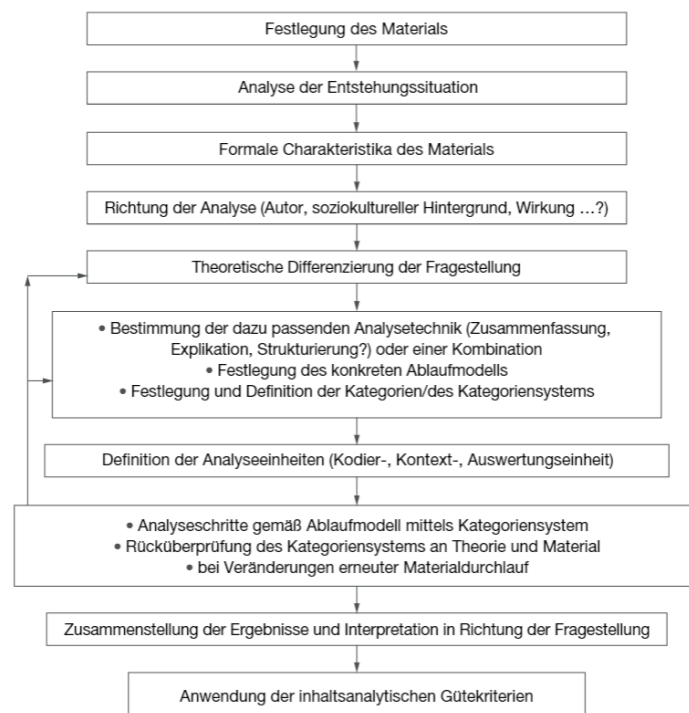 Festlegung des Materials
Analyse der Entstehungssituation
Formale Charakteristika des Materials
Richtung der Analyse (Autor, soziokultureller Hintergrund, Wirkung ...?)
Theoretische Differenzierung der Fragestellung
• Bestimmung der dazu passenden Analysetechnik (Zusammenfassung,
Explikation, Strukturierung?) oder einer Kombination
• Festlegung des konkreten Ablaufmodells
• Festlegung und Definition der Kategorien/des Kategoriensystems
Definition der Analyseeinheiten (Kodier-, Kontext-, Auswertungseinheit)
• Analyseschritte gemäß Ablaufmodell mittels Kategoriensystem
• Rücküberprüfung des Kategoriensystems an Theorie und Material
• bei Veränderungen erneuter Materialdurchlauf
Zusammenstellung der Ergebnisse und Interpretation in Richtung der Fragestellung
Anwendung der inhaltsanalytischen Gütekriterien